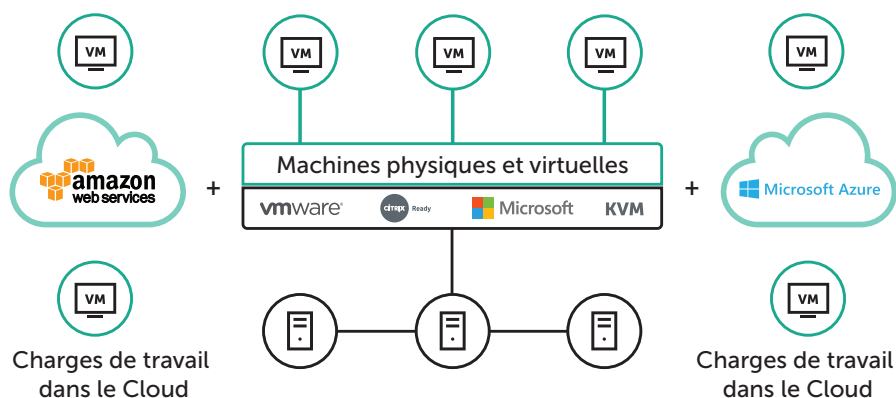 VM
VM
VM
VM
VM
amazon
web services
+
Machines physiques et virtuelles
+
Microsoft Azure
vmware®
CITRIX Ready
Microsoft
KVM
VM
VM
Charges de travail
dans le Cloud
Charges de travail
dans le Cloud